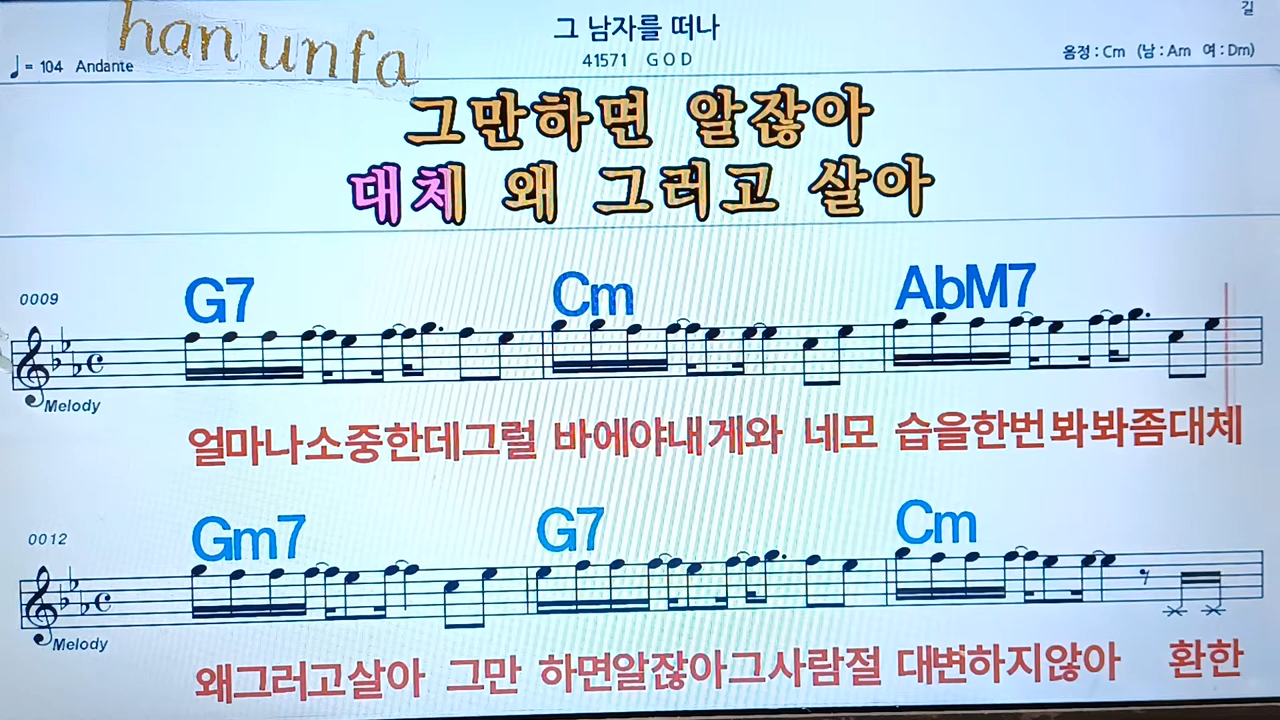 길
han unfa
그 남자를 떠나
♩= 104 Andante
41571 G O D
음정 : Cm (남 : Am 여 : Dm)
그만하면 알잖아
대체 왜 그러고 살아
0009
G7 Cm AbM7
Melody
얼마나소중한데그럴 바에야내게와 네모 습을한번봐봐좀대체
0012
Gm7 G7 Cm
Melody
왜그러고살아 그만 하면알잖아그사람절 대변하지않아 환한